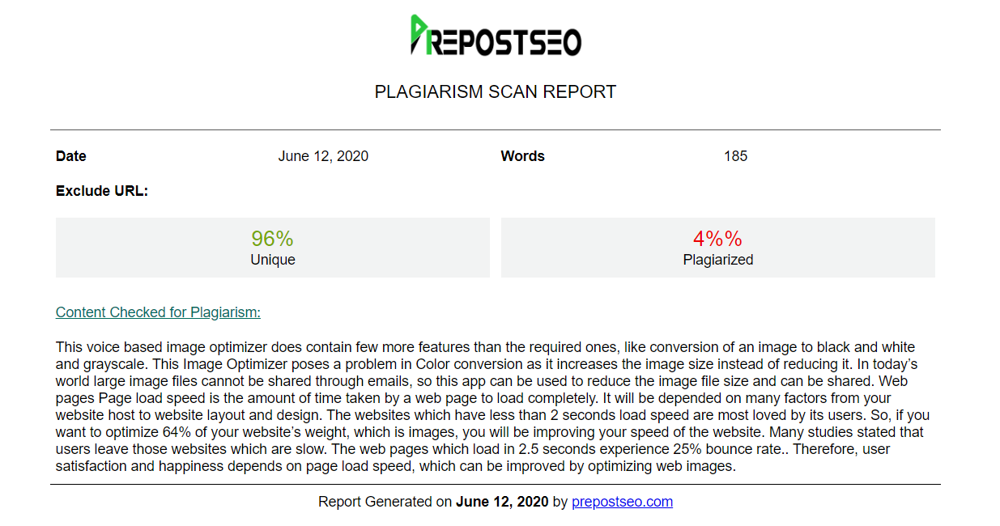 PREPOSTSEO
PLAGIARISM SCAN REPORT
Date June 12, 2020 Words 185
Exclude URL:
96% 4%%
Unique Plagiarized
Content Checked for Plagiarism:
This voice based image optimizer does contain few more features than the required ones, like conversion of an image to black and white
and grayscale. This Image Optimizer poses a problem in Color conversion as it increases the image size instead of reducing it. In today’s
world large image files cannot be shared through emails, so this app can be used to reduce the image file size and can be shared. Web
pages Page load speed is the amount of time taken by a web page to load completely. It will be depended on many factors from your
website host to website layout and design. The websites which have less than 2 seconds load speed are most loved by its users. So, if you
want to optimize 64% of your website’s weight, which is images, you will be improving your speed of the website. Many studies stated that
users leave those websites which are slow. The web pages which load in 2.5 seconds experience 25% bounce rate.. Therefore, user
satisfaction and happiness depends on page load speed, which can be improved by optimizing web images.
Report Generated on June 12, 2020 by prepostseo.com